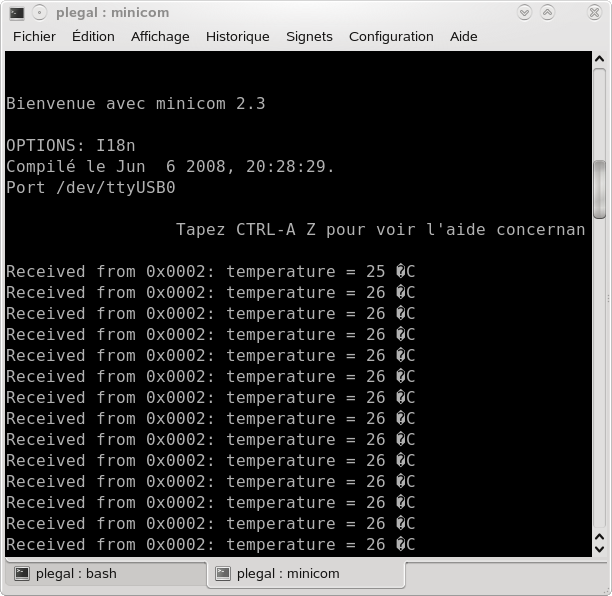 plegal : minicom
Fichier Édition Affichage Historique Signets Configuration Aide
Bienvenue avec minicom 2.3
OPTIONS: I18n
Compilé le Jun  6 2008, 20:28:29.
Port /dev/ttyUSB0
Tapez CTRL-A Z pour voir l'aide concernan
Received from 0x0002: temperature = 25 �C
Received from 0x0002: temperature = 26 �C
Received from 0x0002: temperature = 26 �C
Received from 0x0002: temperature = 26 �C
Received from 0x0002: temperature = 26 �C
Received from 0x0002: temperature = 26 �C
Received from 0x0002: temperature = 26 �C
Received from 0x0002: temperature = 26 �C
Received from 0x0002: temperature = 26 �C
Received from 0x0002: temperature = 26 �C
Received from 0x0002: temperature = 26 �C
Received from 0x0002: temperature = 26 �C
Received from 0x0002: temperature = 26 �C
Received from 0x0002: temperature = 26 �C
plegal : bash plegal : minicom